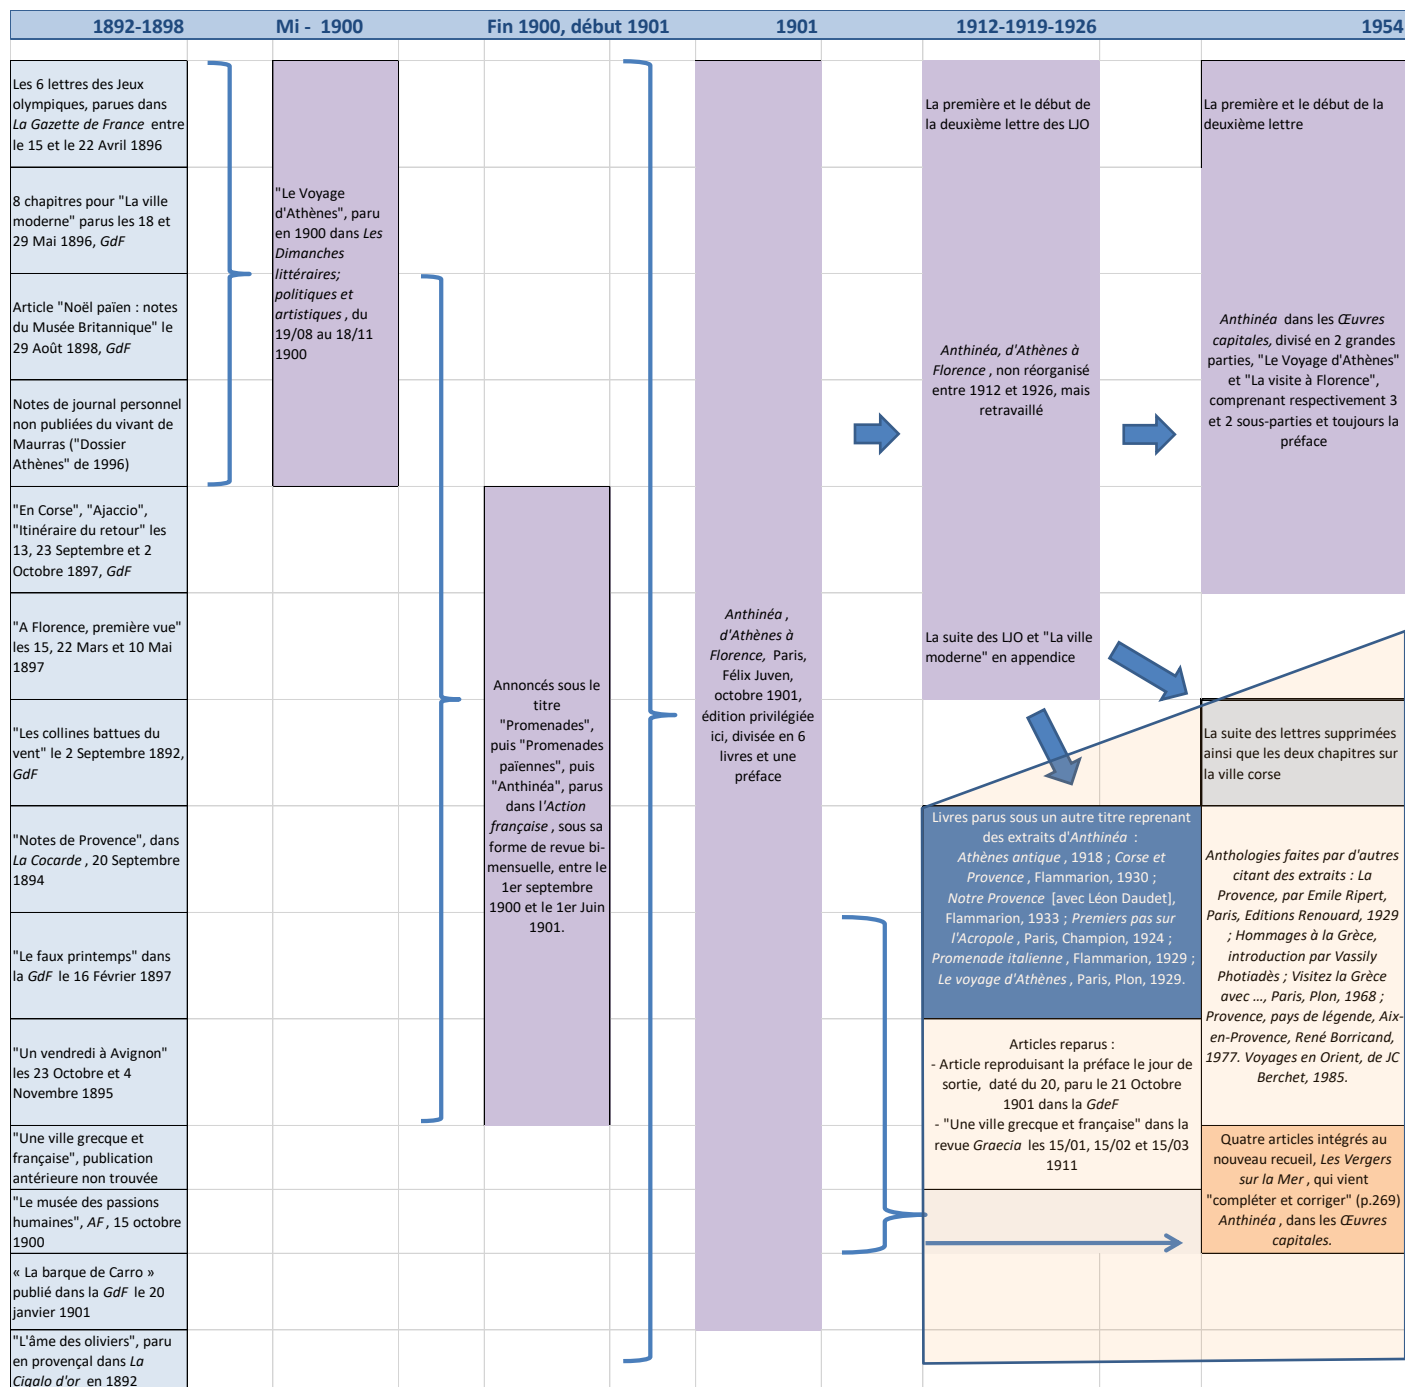 1892-1898
Mi - 1900
Fin 1900, début 1901
1901
1912-1919-1926
1954
Les 6 lettres des Jeux
olympiques, parues dans
La Gazette de France entre
le 15 et le 22 Avril 1896
8 chapitres pour "La ville
moderne" parus les 18 et
29 Mai 1896, GdF
Article "Noël païen : notes
du Musée Britannique" le
29 Août 1898, GdF
Notes de journal personnel
non publiées du vivant de
Maurras ("Dossier
Athènes" de 1996)
"En Corse", "Ajaccio",
"Itinéraire du retour" les
13, 23 Septembre et 2
Octobre 1897, GdF
"A Florence, première vue"
les 15, 22 Mars et 10 Mai
1897
"Les collines battues du
vent" le 2 Septembre 1892,
GdF
"Notes de Provence", dans
La Cocarde , 20 Septembre
1894
"Le faux printemps" dans
la GdF le 16 Février 1897
"Un vendredi à Avignon"
les 23 Octobre et 4
Novembre 1895
"Une ville grecque et
française", publication
antérieure non trouvée
"Le musée des passions
humaines", AF , 15 octobre
1900
« La barque de Carro »
publié dans la GdF le 20
janvier 1901
"L'âme des oliviers", paru
en provençal dans La
Cigalo d'or en 1892
"Le Voyage
d'Athènes", paru
en 1900 dans Les
Dimanches
littéraires;
politiques et
artistiques , du
19/08 au 18/11
1900
Annoncés sous le
titre
"Promenades",
puis "Promenades
païennes", puis
"Anthinéa", parus
dans l'Action
française , sous sa
forme de revue bi-
mensuelle, entre le
1er septembre
1900 et le 1er Juin
1901.
Anthinéa ,
d'Athènes à
Florence, Paris,
Félix Juven,
octobre 1901,
édition privilégiée
ici, divisée en 6
livres et une
préface
La première et le début de
la deuxième lettre des LJO
Anthinéa, d'Athènes à
Florence , non réorganisé
entre 1912 et 1926, mais
retravaillé
La suite des LJO et "La ville
moderne" en appendice
Livres parus sous un autre titre reprenant
des extraits d'Anthinéa :
Athènes antique , 1918 ; Corse et
Provence , Flammarion, 1930 ;
Notre Provence [avec Léon Daudet],
Flammarion, 1933 ; Premiers pas sur
l'Acropole , Paris, Champion, 1924 ;
Promenade italienne , Flammarion, 1929 ;
Le voyage d'Athènes , Paris, Plon, 1929.
Articles reparus :
- Article reproduisant la préface le jour de
sortie, daté du 20, paru le 21 Octobre
1901 dans la GdeF
- "Une ville grecque et française" dans la
revue Graecia les 15/01, 15/02 et 15/03
1911
La première et le début de la
deuxième lettre
Anthinéa dans les Œuvres
capitales, divisé en 2 grandes
parties, "Le Voyage d'Athènes"
et "La visite à Florence",
comprenant respectivement 3
et 2 sous-parties et toujours la
préface
La suite des lettres supprimées
ainsi que les deux chapitres sur
la ville corse
Anthologies faites par d'autres
citant des extraits : La
Provence, par Emile Ripert,
Paris, Editions Renouard, 1929
; Hommages à la Grèce,
introduction par Vassily
Photiadès ; Visitez la Grèce
avec …, Paris, Plon, 1968 ;
Provence, pays de légende, Aix-
en-Provence, René Borricand,
1977. Voyages en Orient, de JC
Berchet, 1985.
Quatre articles intégrés au
nouveau recueil, Les Vergers
sur la Mer , qui vient
"compléter et corriger" (p.269)
Anthinéa , dans les Œuvres
capitales.